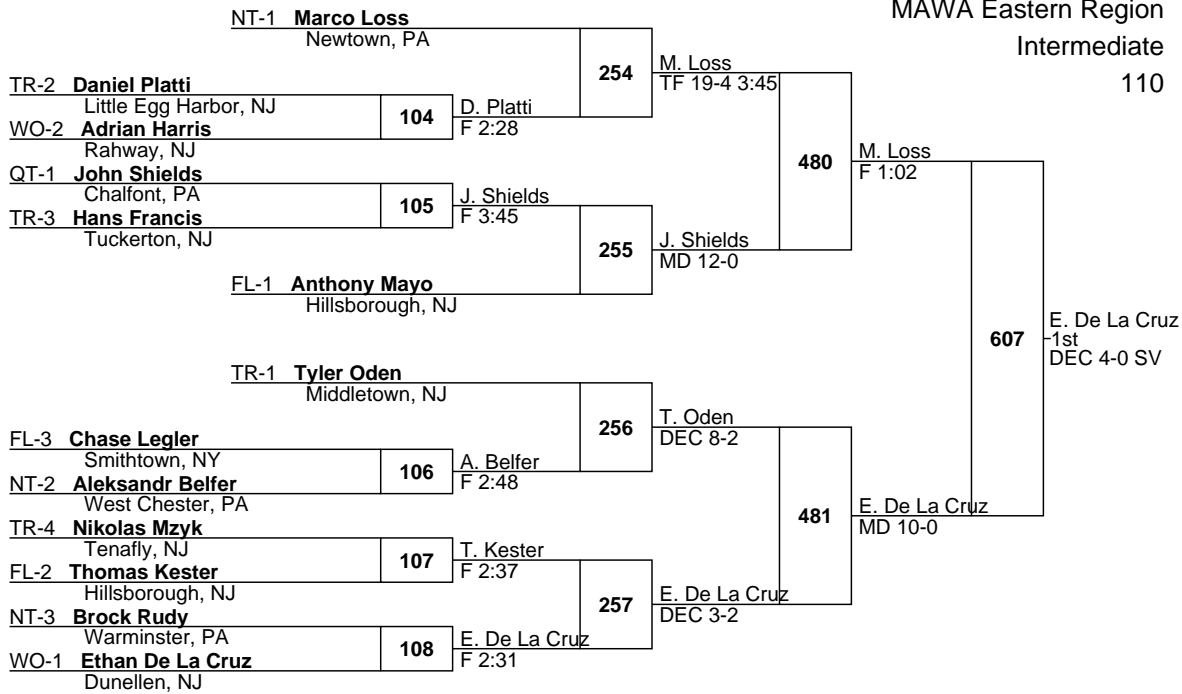 MAWA Eastern Region
Intermediate
110
NT-1 Marco Loss
Newtown, PA
254
M. Loss
TF 19-4 3:45
TR-2 Daniel Platti
Little Egg Harbor, NJ
104
D. Platti
F 2:28
WO-2 Adrian Harris
Rahway, NJ
480
M. Loss
F 1:02
QT-1 John Shields
Chalfont, PA
105
J. Shields
F 3:45
TR-3 Hans Francis
Tuckerton, NJ
255
J. Shields
MD 12-0
FL-1 Anthony Mayo
Hillsborough, NJ
607
E. De La Cruz
1st
DEC 4-0 SV
TR-1 Tyler Oden
Middletown, NJ
256
T. Oden
DEC 8-2
FL-3 Chase Legler
Smithtown, NY
106
A. Belfer
F 2:48
NT-2 Aleksandr Belfer
West Chester, PA
481
E. De La Cruz
MD 10-0
TR-4 Nikolas Mzyk
Tenafly, NJ
107
T. Kester
F 2:37
FL-2 Thomas Kester
Hillsborough, NJ
257
E. De La Cruz
DEC 3-2
NT-3 Brock Rudy
Warminster, PA
108
E. De La Cruz
F 2:31
WO-1 Ethan De La Cruz
Dunellen, NJ